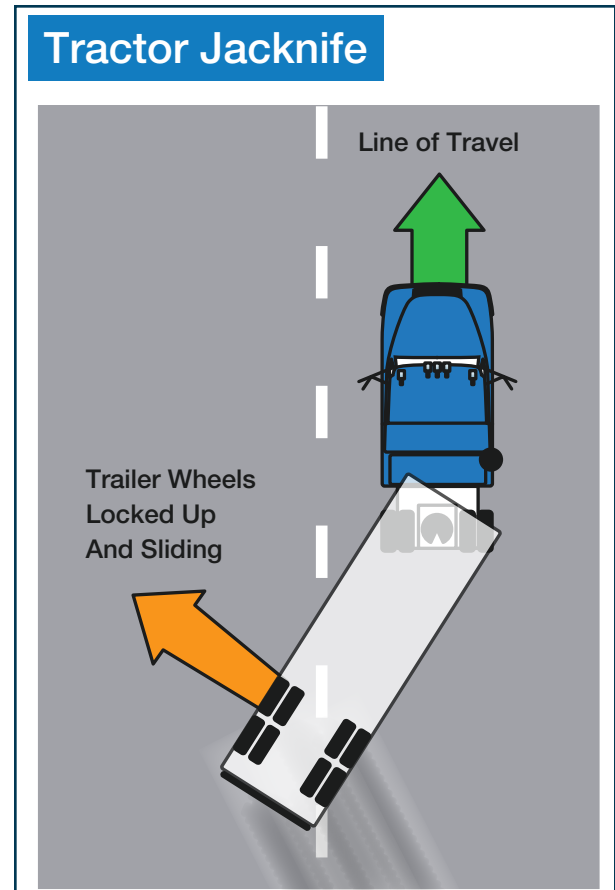 Tractor Jacknife
Line of Travel
Trailer Wheels
Locked Up
And Sliding